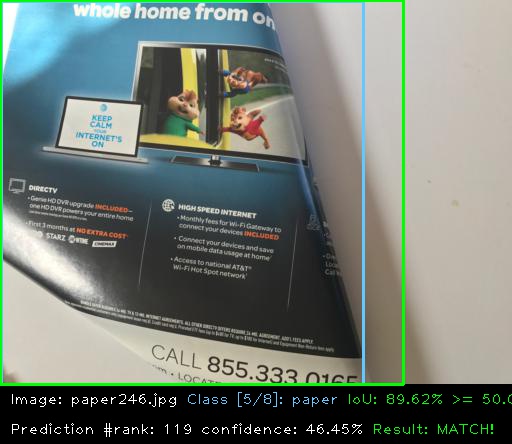 whole home from on
KEEP
CALM
YOUR
INTERNET'S
ON
DIRECTV
• Genie HD DVR upgrade INCLUDED—
one HD DVR powers your entire home
• First 3 months at NO EXTRA COST
STARZ SHOWTIME CINEMAX
HIGH SPEED INTERNET
• Monthly fees for Wi-Fi Gateway to
connect your devices INCLUDED
• Connect your devices and save
on mobile data usage at home
• Access to national AT&T
Wi-Fi Hot Spot network
CALL 855.333.0165
• LOCAT
Image: paper246.jpg Class [5/8]: paper IoU: 89.62% >= 50.0
Prediction #rank: 119 confidence: 46.45% Result: MATCH!